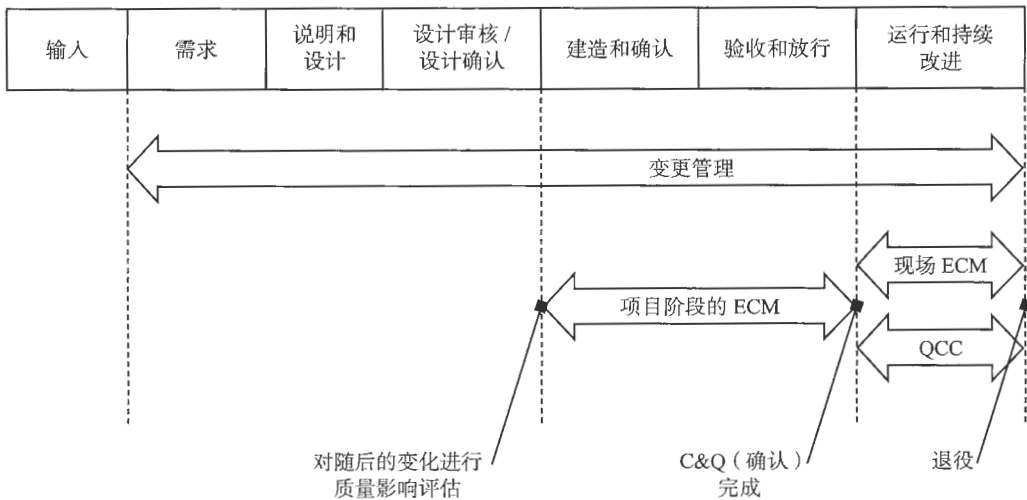 输入
需求
说明和
设计
设计审核 /
设计确认
建造和确认
验收和放行
运行和持续
改进
变更管理
现场 ECM
项目阶段的 ECM
QCC
对随后的变化进行
质量影响评估
C&Q（确认）
完成
退役